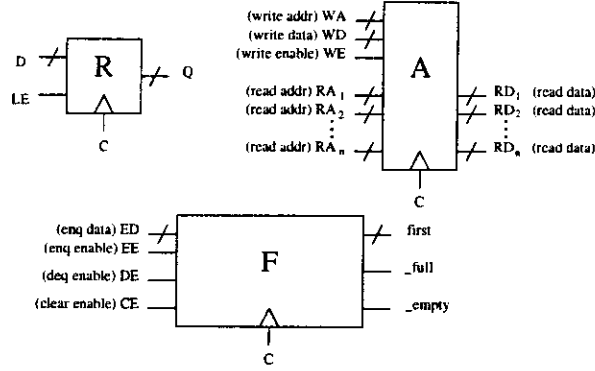 D
LE
R
Q
C
(write addr) WA
(write data) WD
(write enable) WE
(read addr) RA1
(read addr) RA2
(read addr) RAn
A
RD1 (read data)
RD2 (read data)
RDn (read data)
C
(enq data) ED
(enq enable) EE
(deq enable) DE
(clear enable) CE
F
first
_full
_empty
C